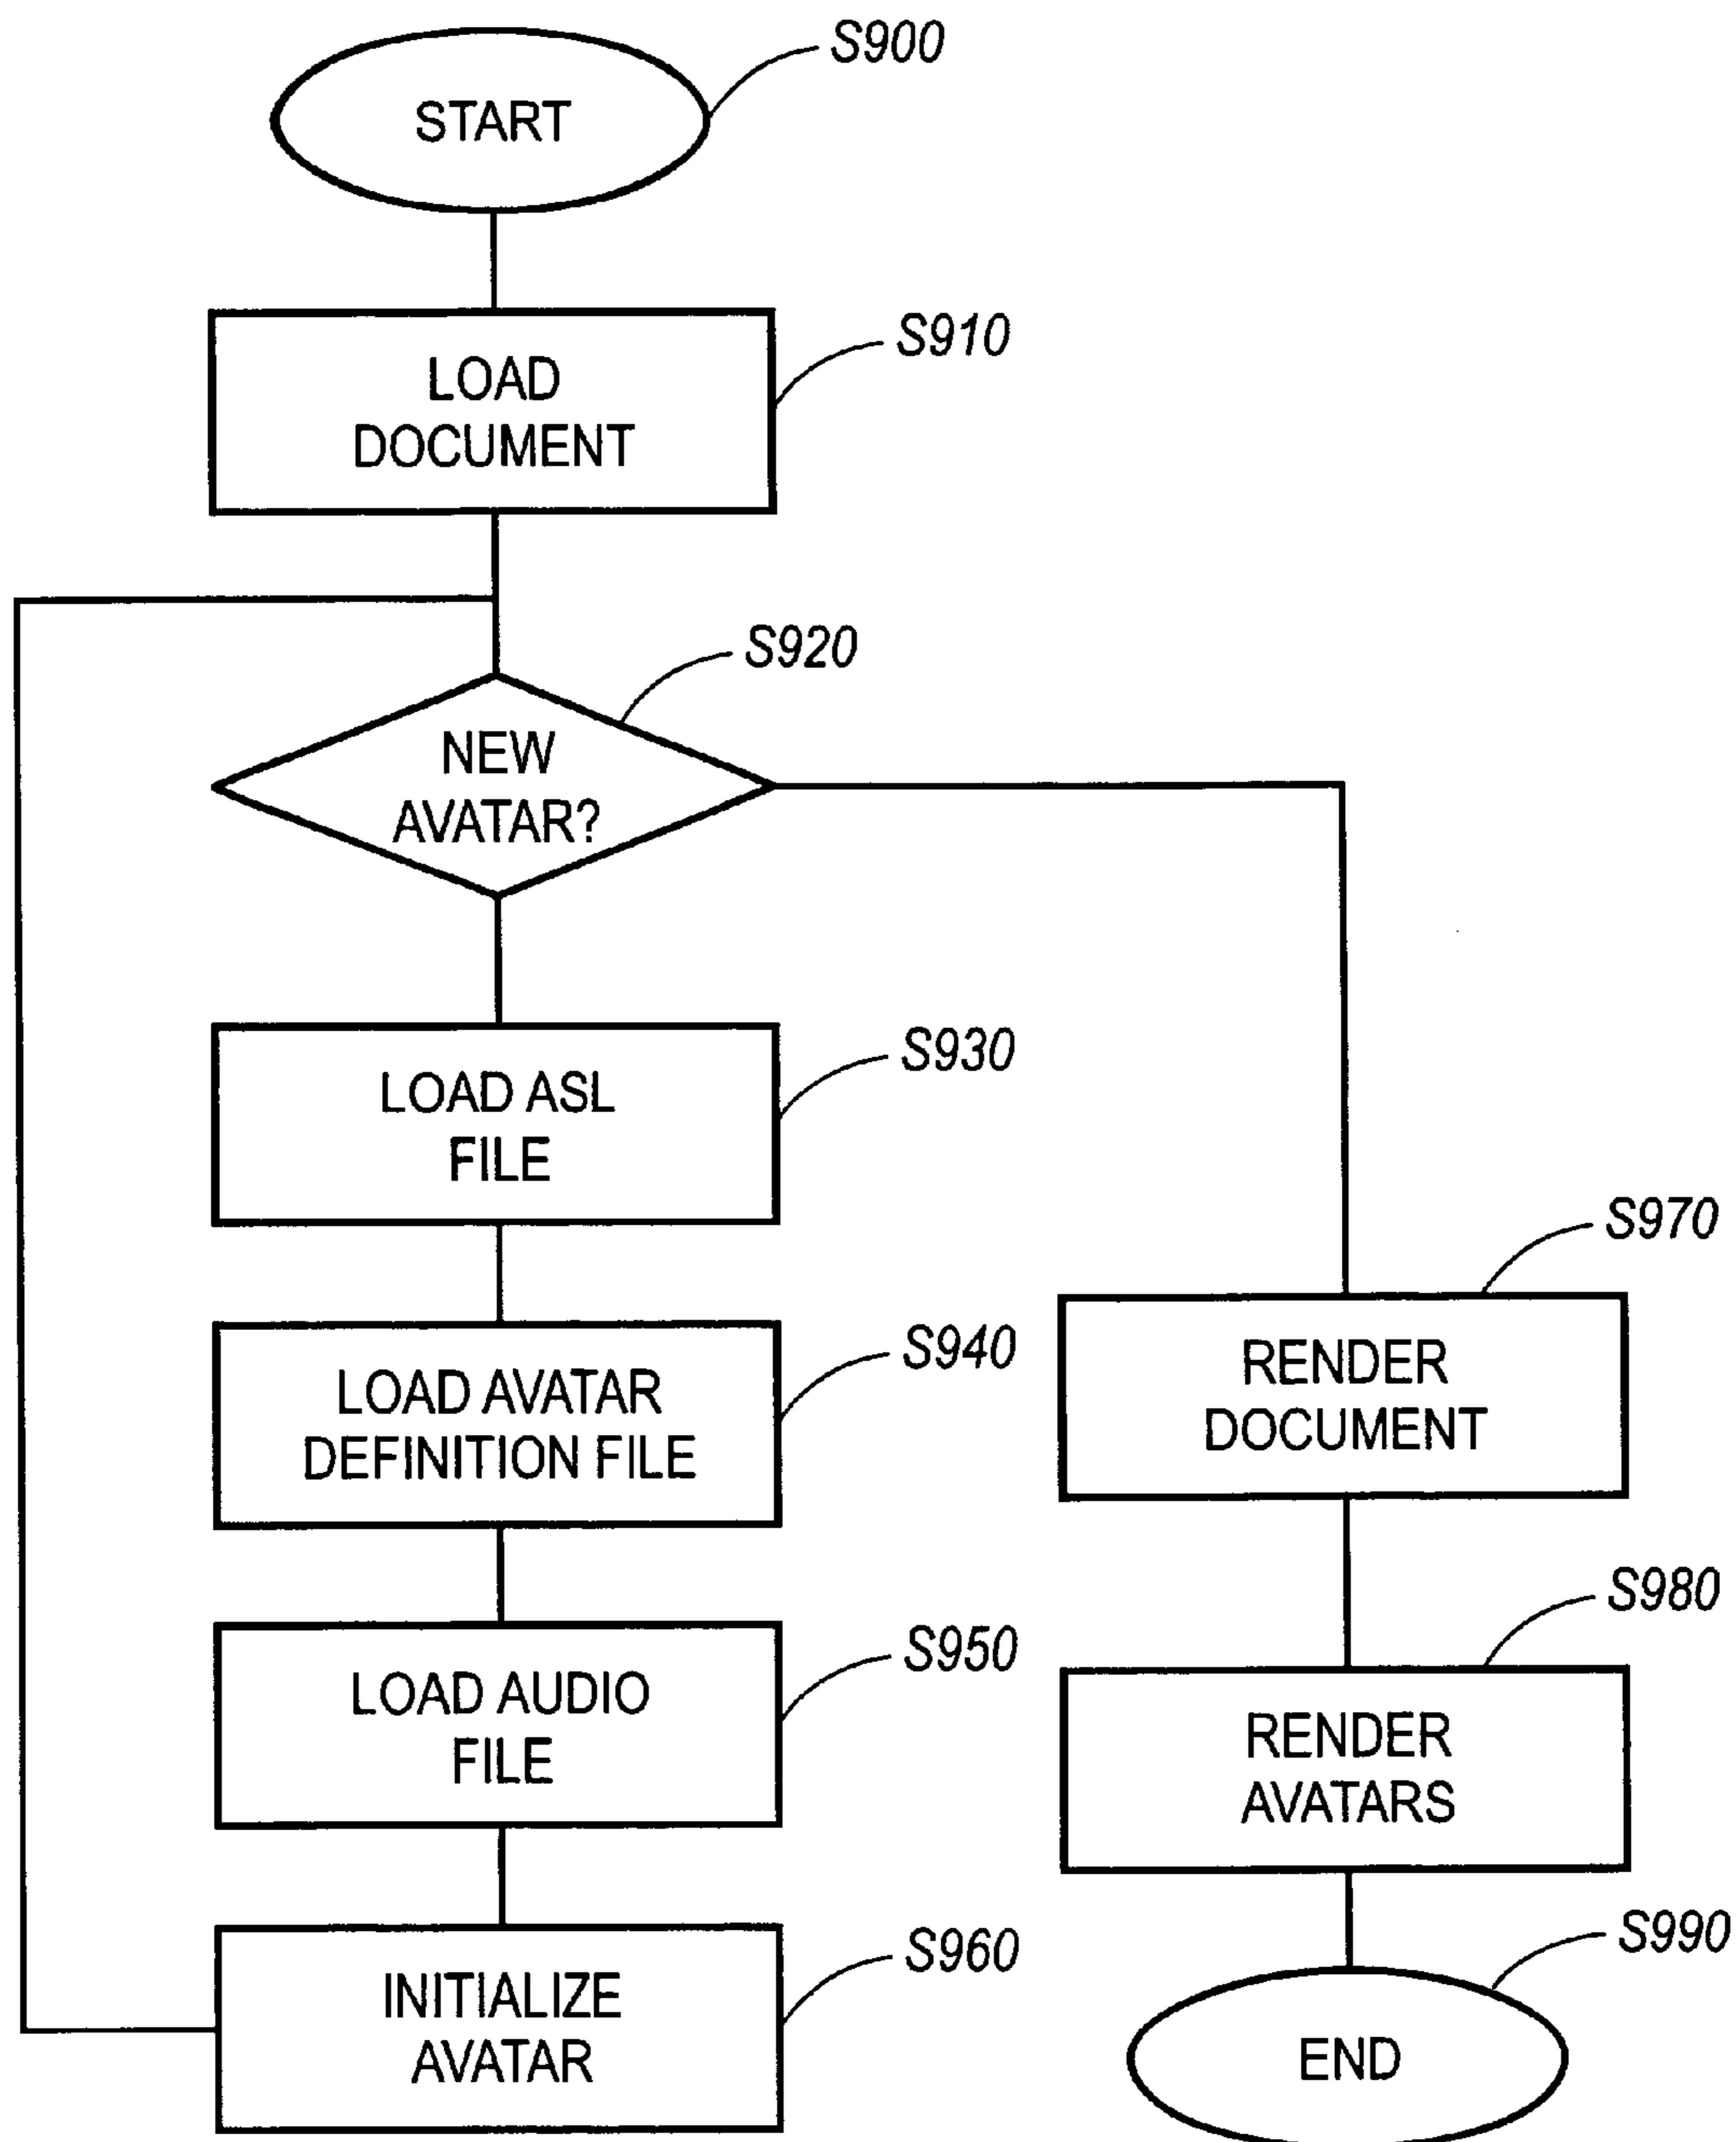 START
S900
LOAD
DOCUMENT
S910
NEW
AVATAR?
S920
LOAD ASL
FILE
S930
LOAD AVATAR
DEFINITION FILE
S940
LOAD AUDIO
FILE
S950
INITIALIZE
AVATAR
S960
RENDER
DOCUMENT
S970
RENDER
AVATARS
S980
END
S990